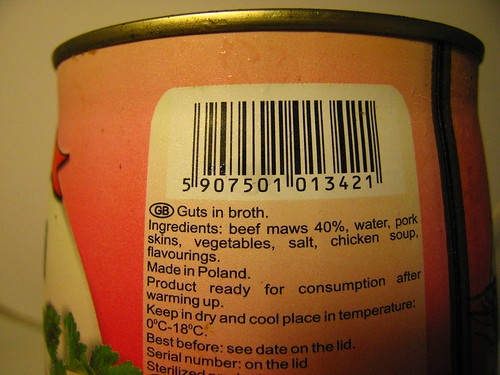 5 907501 013421
GB Guts in broth.
Ingredients: beef maws 40%, water, pork
skins, vegetables, salt, chicken soup,
flavourings.
Made in Poland.
Product ready for consumption after
warming up.
Keep in dry and cool place in temperature:
0°C-18°C.
Best before: see date on the lid.
Serial number: on the lid
Sterilized